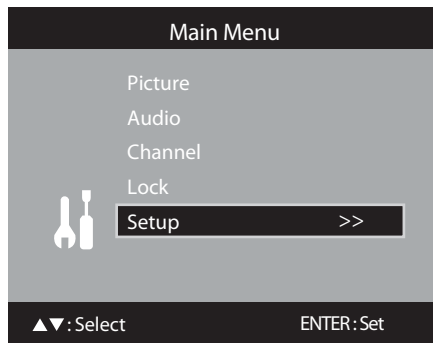 Main Menu
Picture
Audio
Channel
Lock
Setup >>
▲▼: Select ENTER: Set